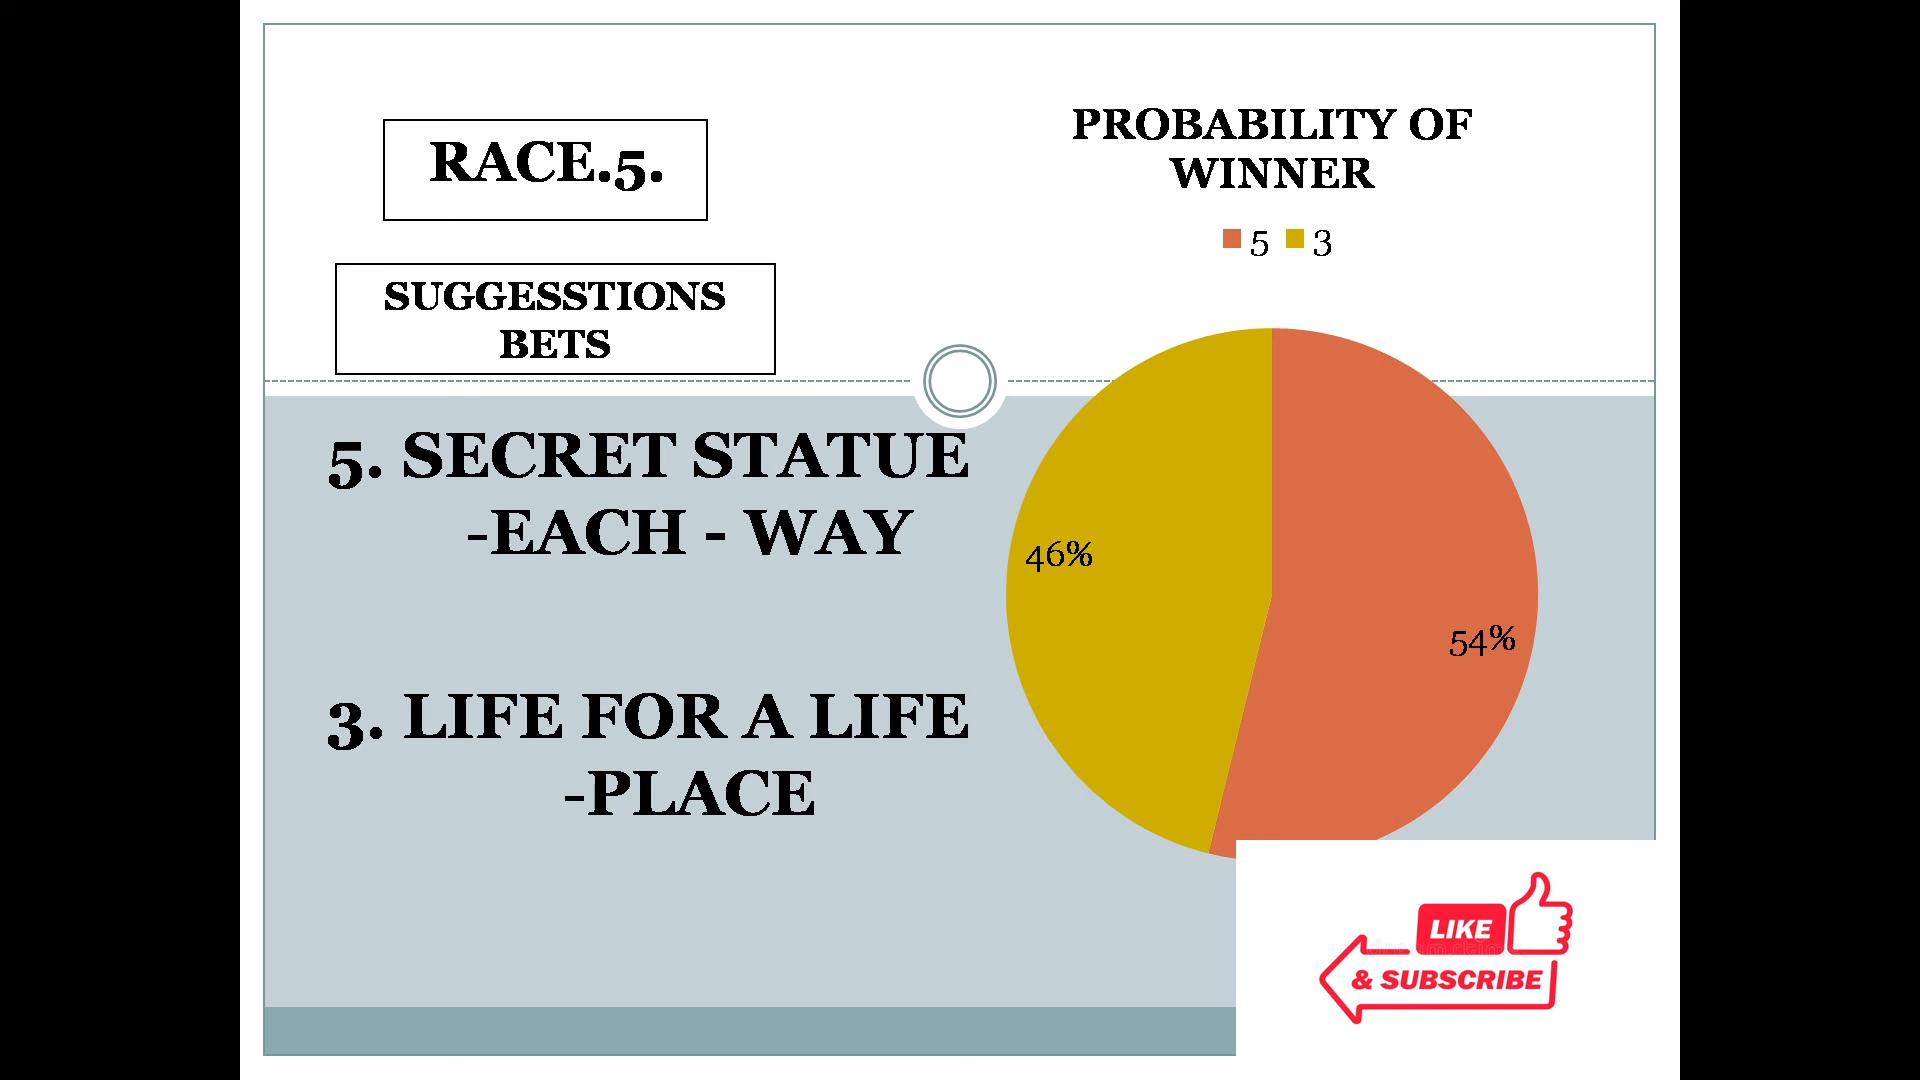 RACE.5.
SUGGESSTIONS
BETS
5. SECRET STATUE
-EACH - WAY
3. LIFE FOR A LIFE
-PLACE
PROBABILITY OF
WINNER
5 3
46%
54%
LIKE
& SUBSCRIBE